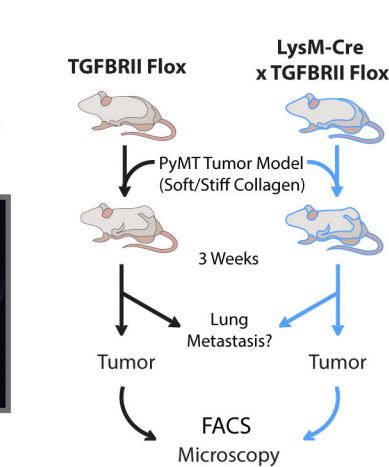 TGFBRII Flox
LysM-Cre
x TGFBRII Flox
PyMT Tumor Model
(Soft/Stiff Collagen)
3 Weeks
Lung
Metastasis?
Tumor
Tumor
FACS
Microscopy